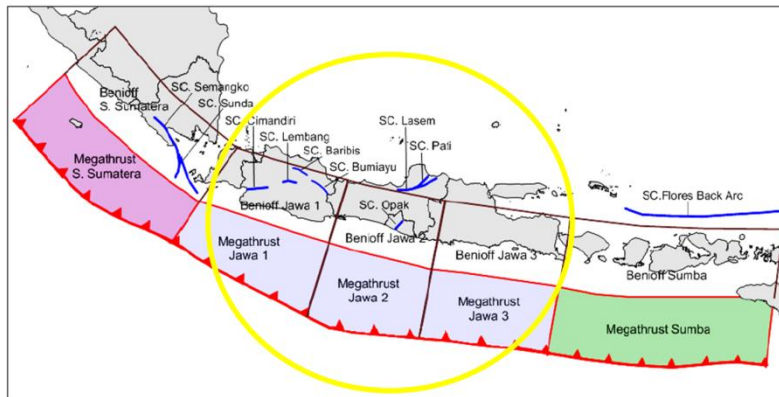 SC. Semangko
Benioff
S. Sumatera
SC. Sunda
SC. Cimandiri
SC. Lembang
SC. Baribis
SC. Bumiayu
SC. Lasem
SC. Pati
Megathrust
S. Sumatera
Benioff Jawa 1
SC. Opak
Benioff Jawa 2
Benioff Jawa 3
SC.Flores Back Arc
Benioff Sumba
Megathrust
Jawa 1
Megathrust
Jawa 2
Megathrust
Jawa 3
Megathrust Sumba